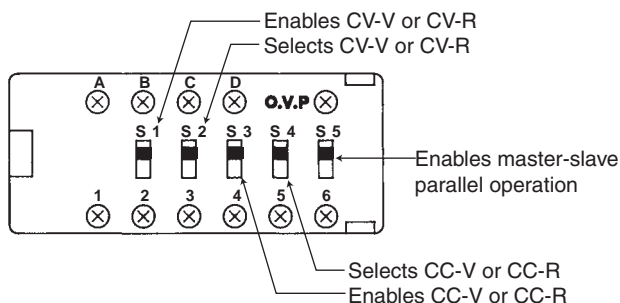 Enables CV-V or CV-R
Selects CV-V or CV-R
A B C D O.V.P
S 1 S 2 S 3 S 4 S 5
Enables master-slave
parallel operation
1 2 3 4 5 6
Selects CC-V or CC-R
Enables CC-V or CC-R